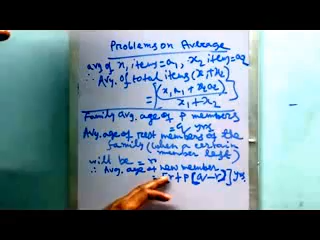 Problems on Average
avg of x₁ items = a₁, x₂ items = a₂
∴ Avg. of total items (x₁+x₂)
= (x₁a₁ + x₂a₂
x₁+x₂)
Family avg. age of P members
= q yrs
Avg. age of rest members of the
family (when a certain
member left)
will be = r
∴ Avg. age of new member
= [r+P[q-r]] yrs